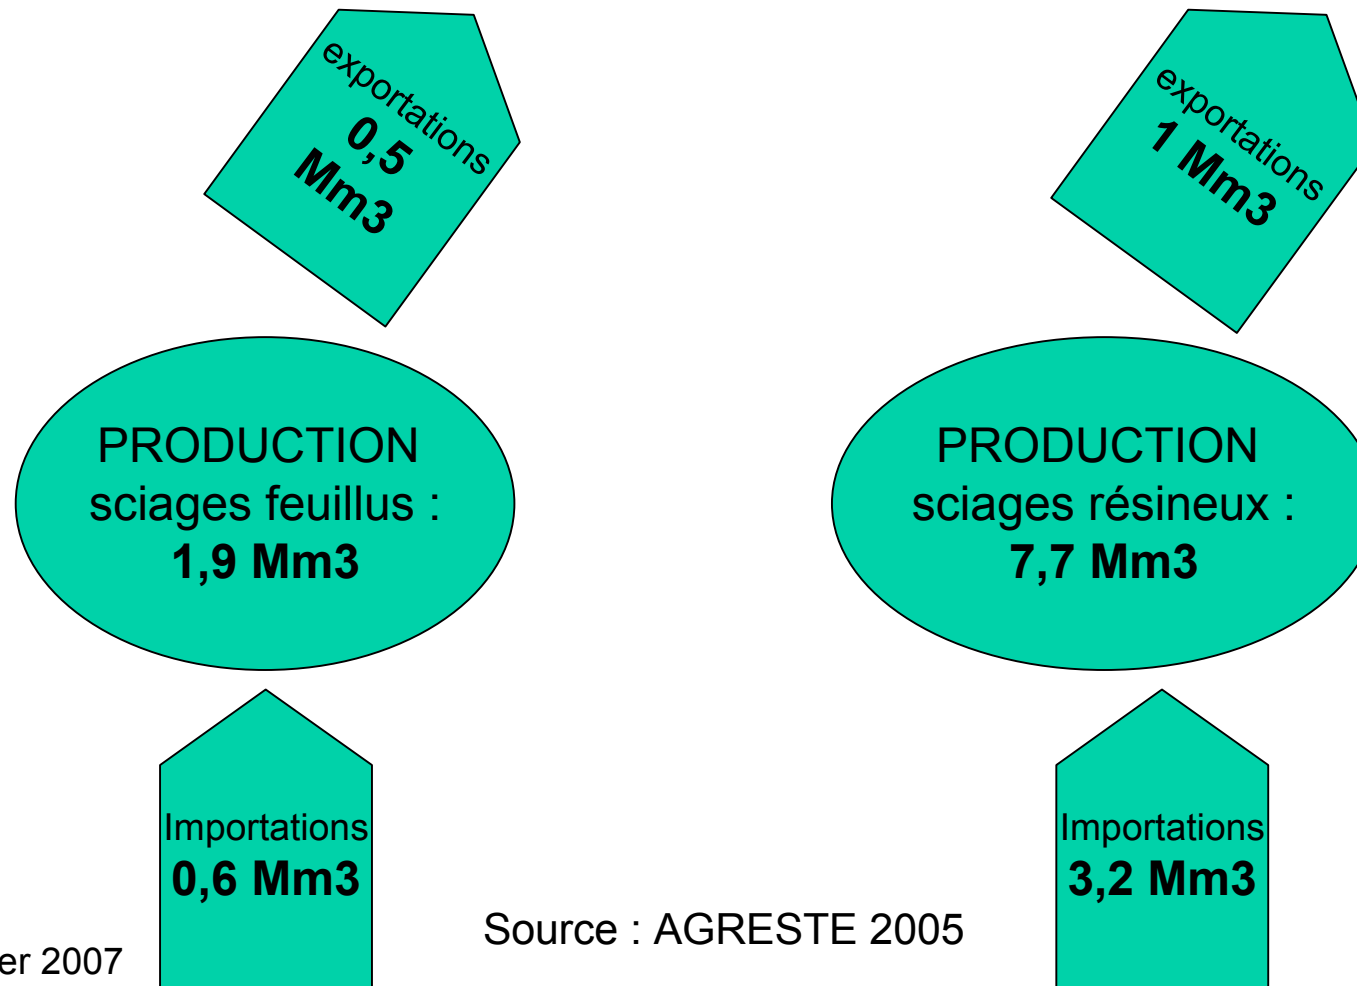 exportations
0,5
Mm3
exportations
1 Mm3
PRODUCTION
sciages feuillus :
1,9 Mm3
PRODUCTION
sciages résineux :
7,7 Mm3
Importations
0,6 Mm3
Importations
3,2 Mm3
Source : AGRESTE 2005
2007